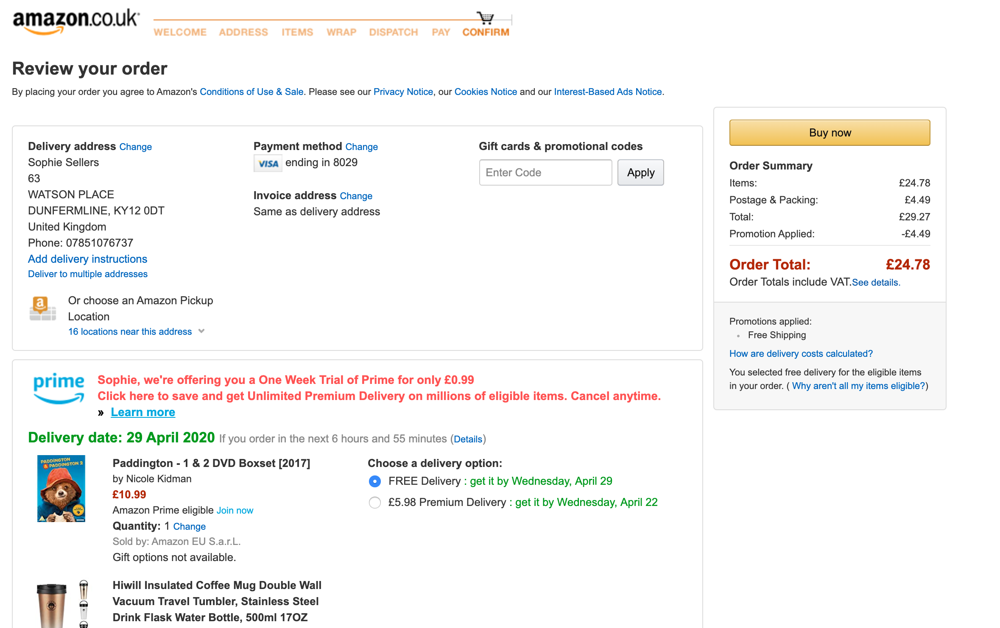 amazon.co.uk
WELCOME ADDRESS ITEMS WRAP DISPATCH PAY CONFIRM
Review your order
By placing your order you agree to Amazon's Conditions of Use & Sale. Please see our Privacy Notice, our Cookies Notice and our Interest-Based Ads Notice.
Delivery address Change
Sophie Sellers
63
WATSON PLACE
DUNFERMLINE, KY12 0DT
United Kingdom
Phone: 07851076737
Add delivery instructions
Deliver to multiple addresses
Or choose an Amazon Pickup
Location
16 locations near this address
Payment method Change
VISA ending in 8029
Invoice address Change
Same as delivery address
Gift cards & promotional codes
Enter Code Apply
Buy now
Order Summary
Items: £24.78
Postage & Packing: £4.49
Total: £29.27
Promotion Applied: -£4.49
Order Total: £24.78
Order Totals include VAT.See details.
Promotions applied:
Free Shipping
How are delivery costs calculated?
You selected free delivery for the eligible items
in your order. ( Why aren't all my items eligible?)
prime
Sophie, we're offering you a One Week Trial of Prime for only £0.99
Click here to save and get Unlimited Premium Delivery on millions of eligible items. Cancel anytime.
» Learn more
Delivery date: 29 April 2020 If you order in the next 6 hours and 55 minutes (Details)
PADDINGTON
& PADDINGTON 2
Paddington - 1 & 2 DVD Boxset [2017]
by Nicole Kidman
£10.99
Amazon Prime eligible Join now
Quantity: 1 Change
Sold by: Amazon EU S.a.r.L.
Gift options not available.
Choose a delivery option:
FREE Delivery : get it by Wednesday, April 29
£5.98 Premium Delivery : get it by Wednesday, April 22
Hiwill Insulated Coffee Mug Double Wall
Vacuum Travel Tumbler, Stainless Steel
Drink Flask Water Bottle, 500ml 17OZ